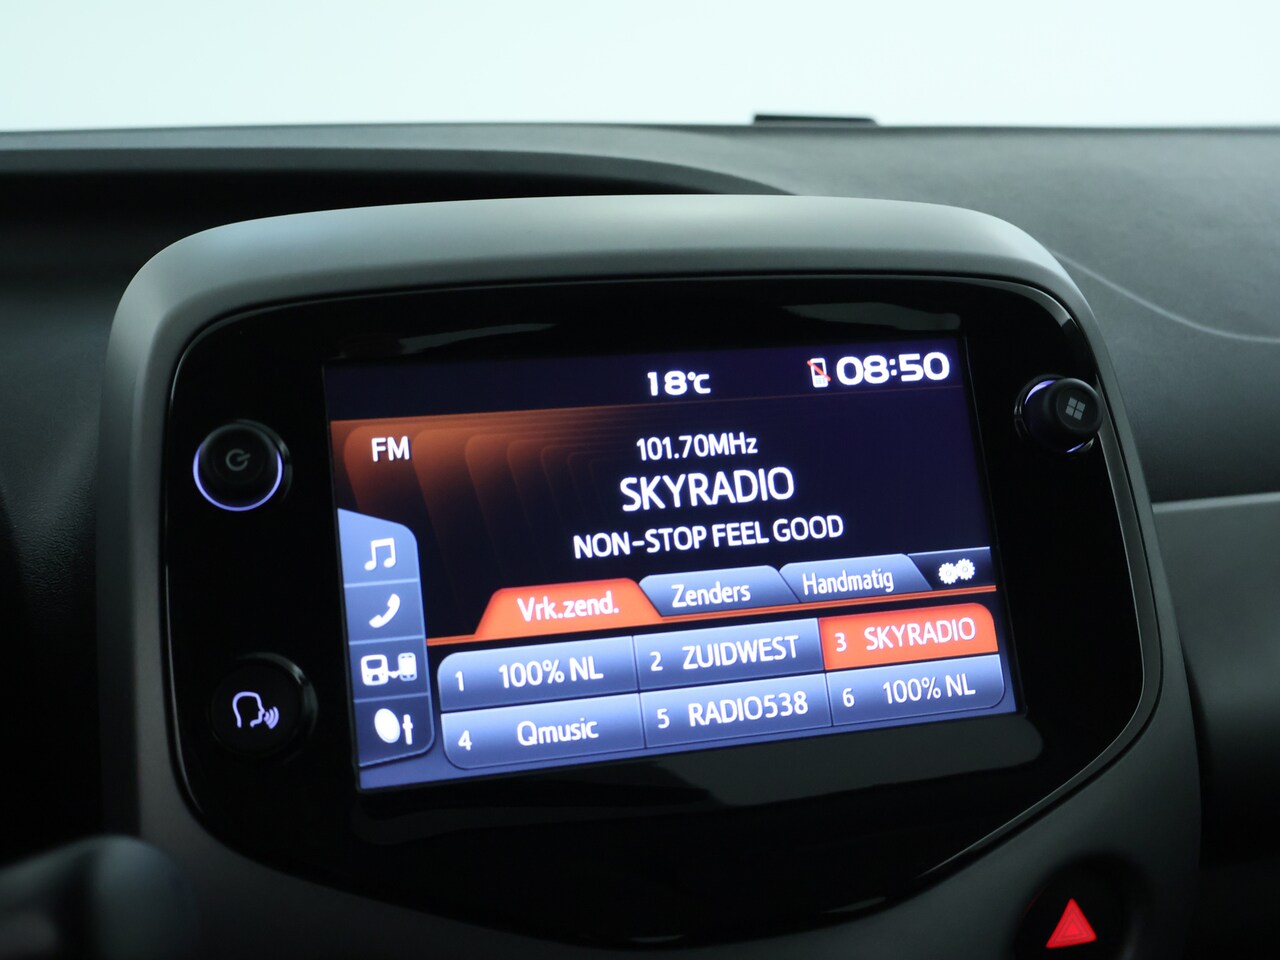 18°C
08:50
FM
101.70MHz
SKYRADIO
NON-STOP FEEL GOOD
Vrk.zend.
Zenders
Handmatig
1 100% NL
2 ZUIDWEST
3 SKYRADIO
4 Qmusic
5 RADIO538
6 100% NL